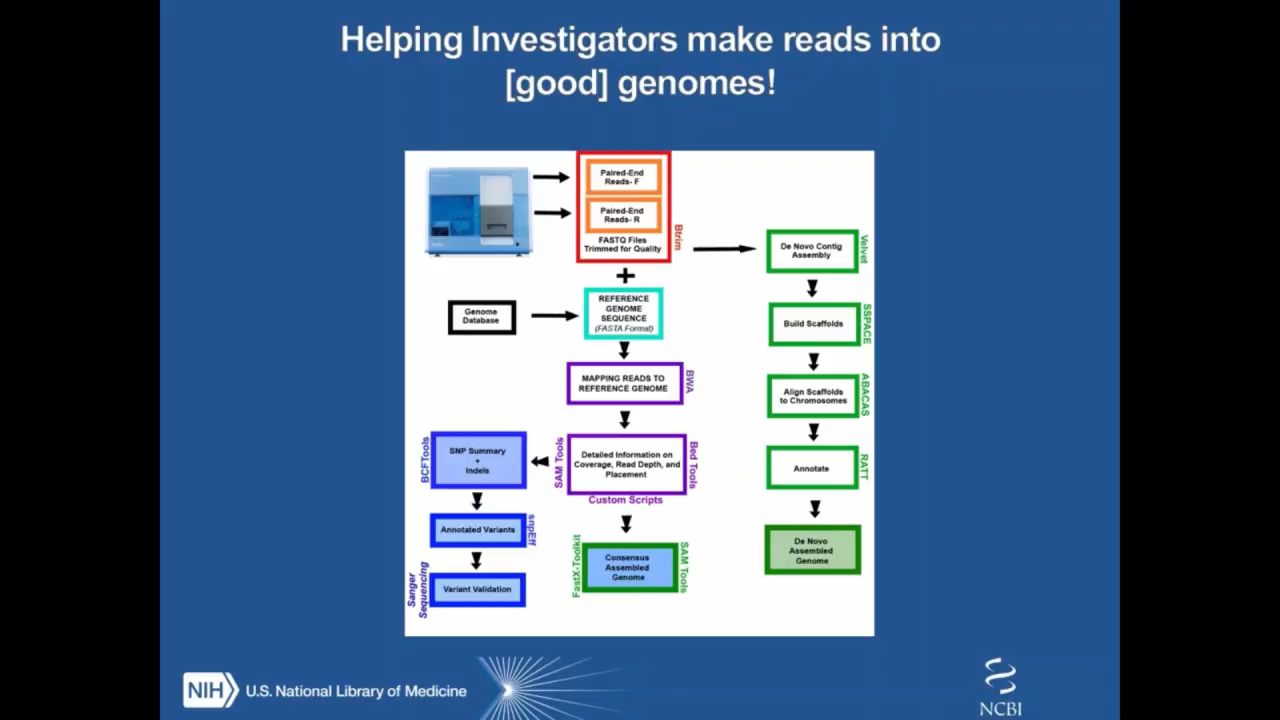 Helping Investigators make reads into
[good] genomes!
Paired-End
Reads- F
Paired-End
Reads- R
FASTQ Files
Trimmed for Quality
Btrim
De Novo Contig
Assembly
Velvet
Genome
Database
REFERENCE
GENOME
SEQUENCE
(FASTA Format)
Build Scaffolds
SSPACE
MAPPING READS TO
REFERENCE GENOME
BWA
Align Scaffolds
to Chromosomes
ABACAS
BCFTools
SNP Summary
+
Indels
SAM Tools
Detailed Information on
Coverage, Read Depth, and
Placement
Bed Tools
Custom Scripts
Annotate
RATT
Annotated Variants
snpEff
FastX-Toolkit
Consensus
Assembled
Genome
SAM Tools
De Novo
Assembled
Genome
Sanger
Sequencing
Variant Validation
NIH
U.S. National Library of Medicine
NCBI